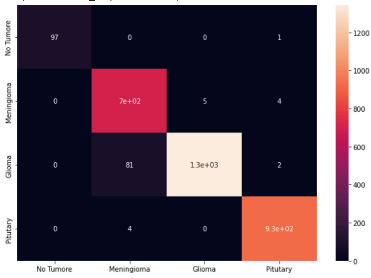 No Tumore 97 0 0 1
Meningioma 0 7e+02 5 4
Glioma 0 81 1.3e+03 2
Pitutary 0 4 0 9.3e+02
No Tumore Meningioma Glioma Pitutary
1200
1000
800
600
400
200
0